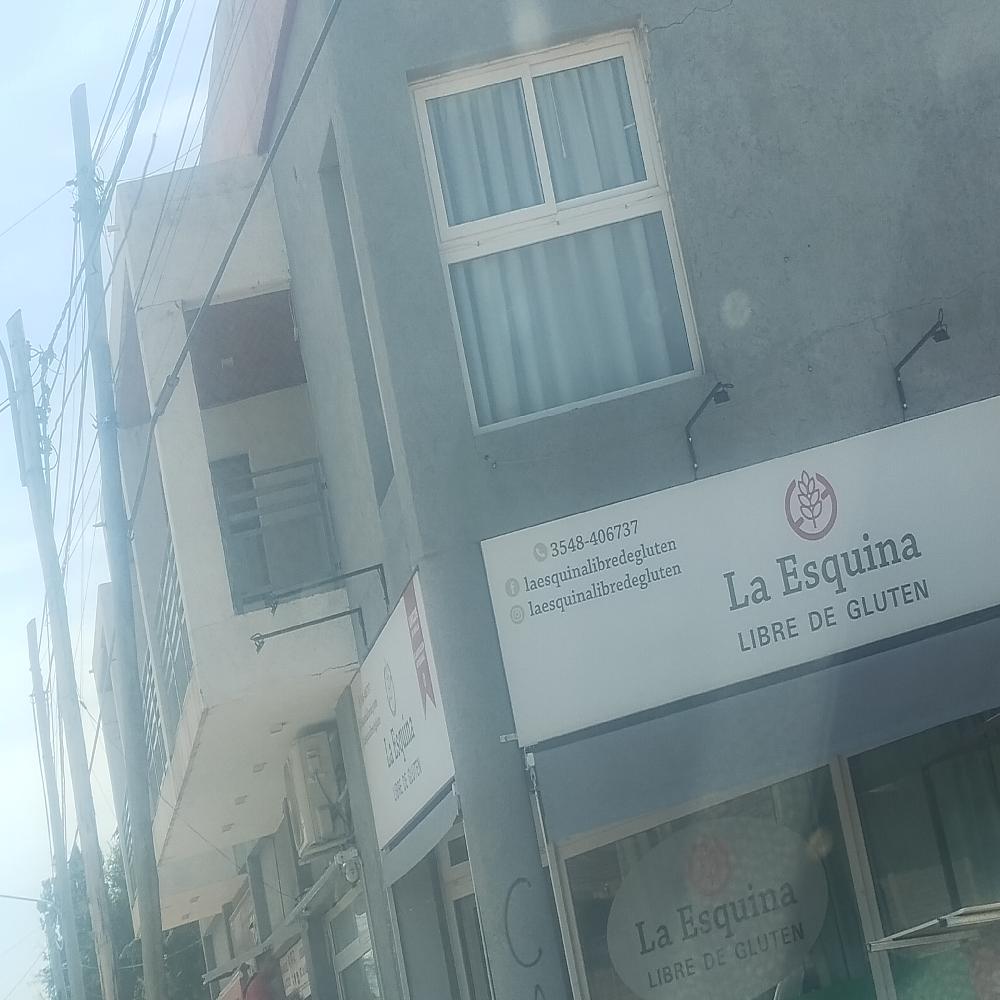 3548-406737
laesquinalibredegluten
laesquinalibredegluten
La Esquina
LIBRE DE GLUTEN
La Esquina
LIBRE DE GLUTEN
La Esquina
LIBRE DE GLUTEN